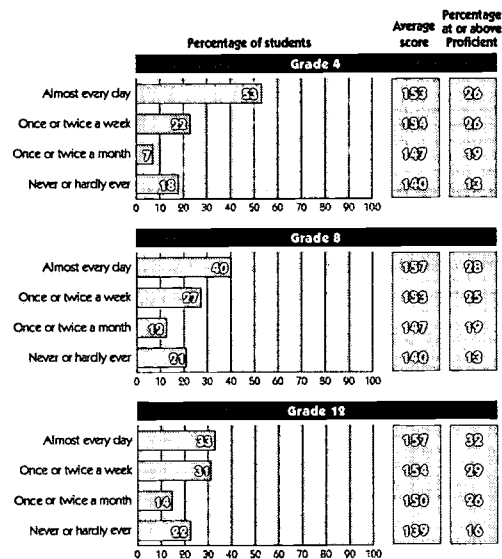 Percentage of students
Average score
Percentage at or above Proficient
Grade 4
Almost every day 53 153 26
Once or twice a week 22 154 26
Once or twice a month 7 147 19
Never or hardly ever 18 140 13
0 10 20 30 40 50 60 70 80 90 100
Grade 8
Almost every day 40 157 28
Once or twice a week 27 153 25
Once or twice a month 12 147 19
Never or hardly ever 21 140 13
0 10 20 30 40 50 60 70 80 90 100
Grade 12
Almost every day 33 157 32
Once or twice a week 31 154 29
Once or twice a month 14 150 26
Never or hardly ever 22 139 16
0 10 20 30 40 50 60 70 80 90 100